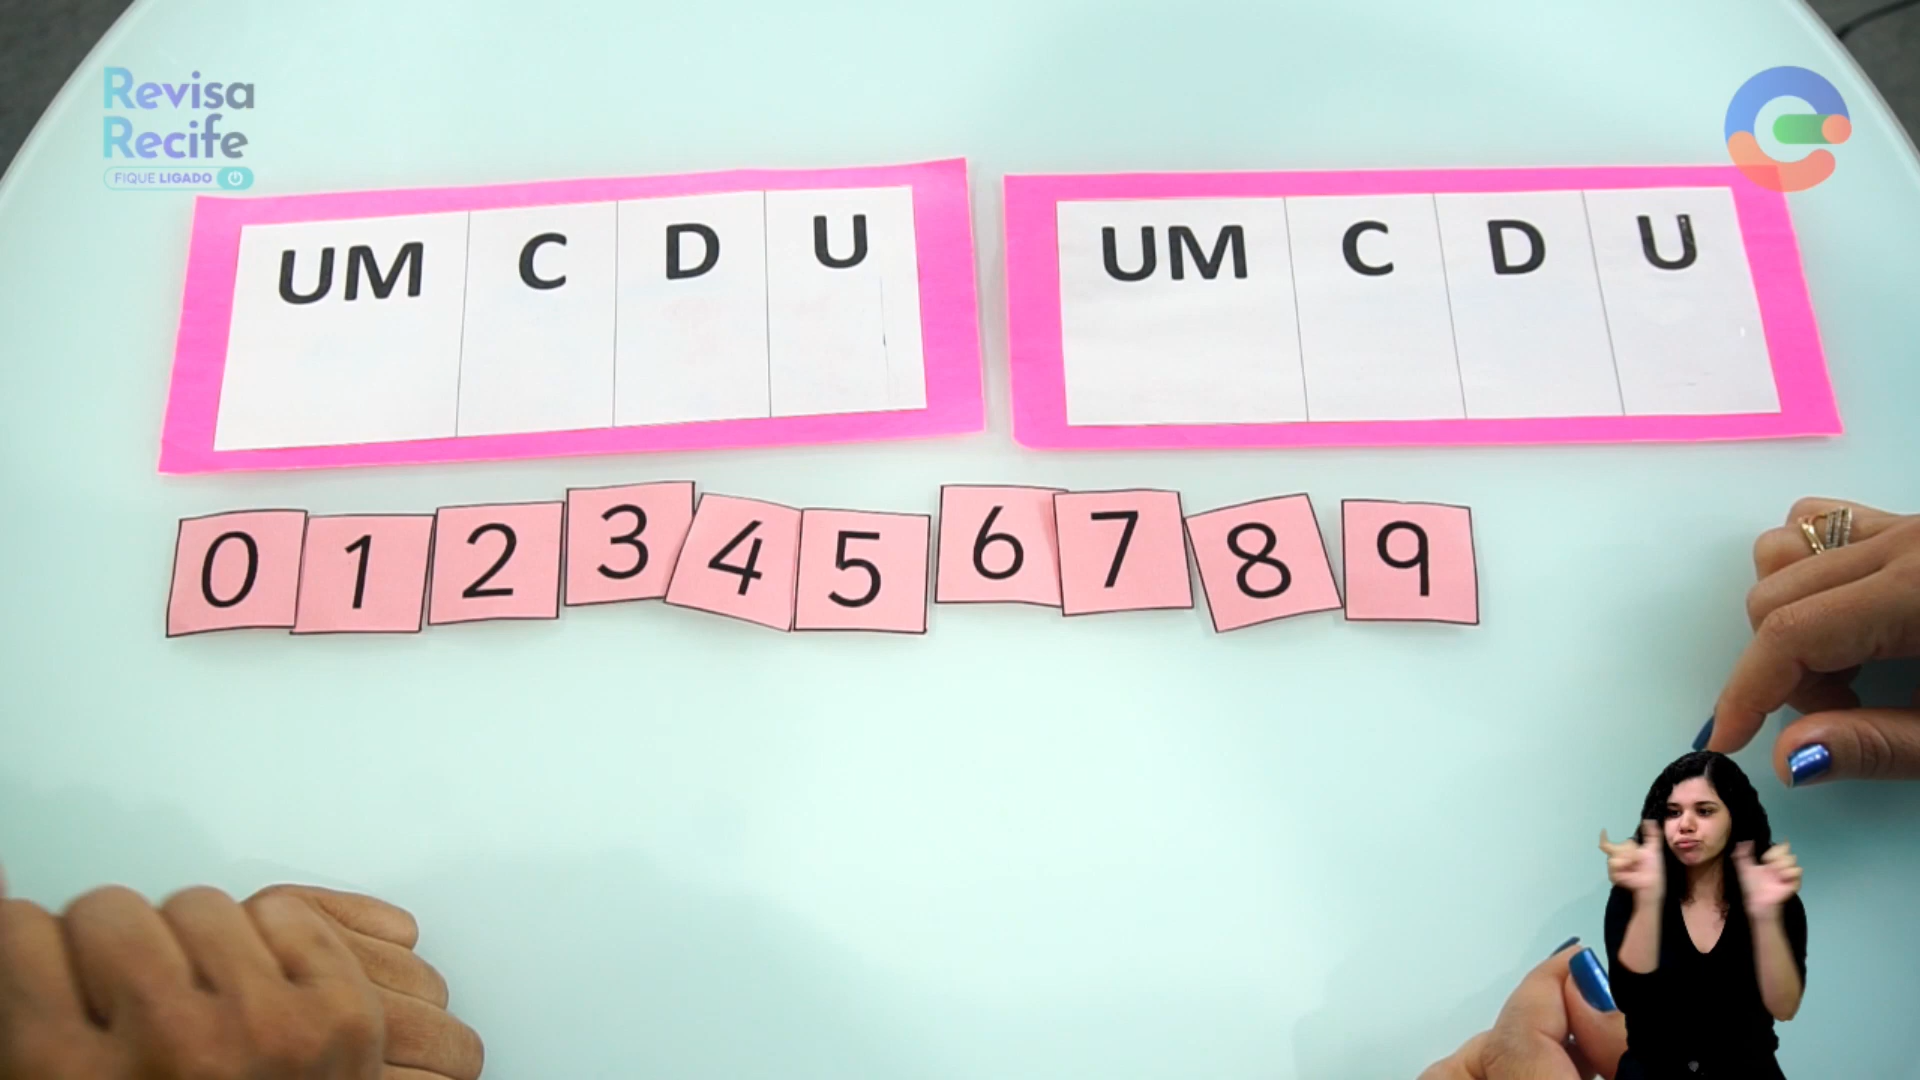 Revisa
Recife
FIQUE LIGADO
UM C D U
UM C D U
0 1 2 3 4 5 6 7 8 9